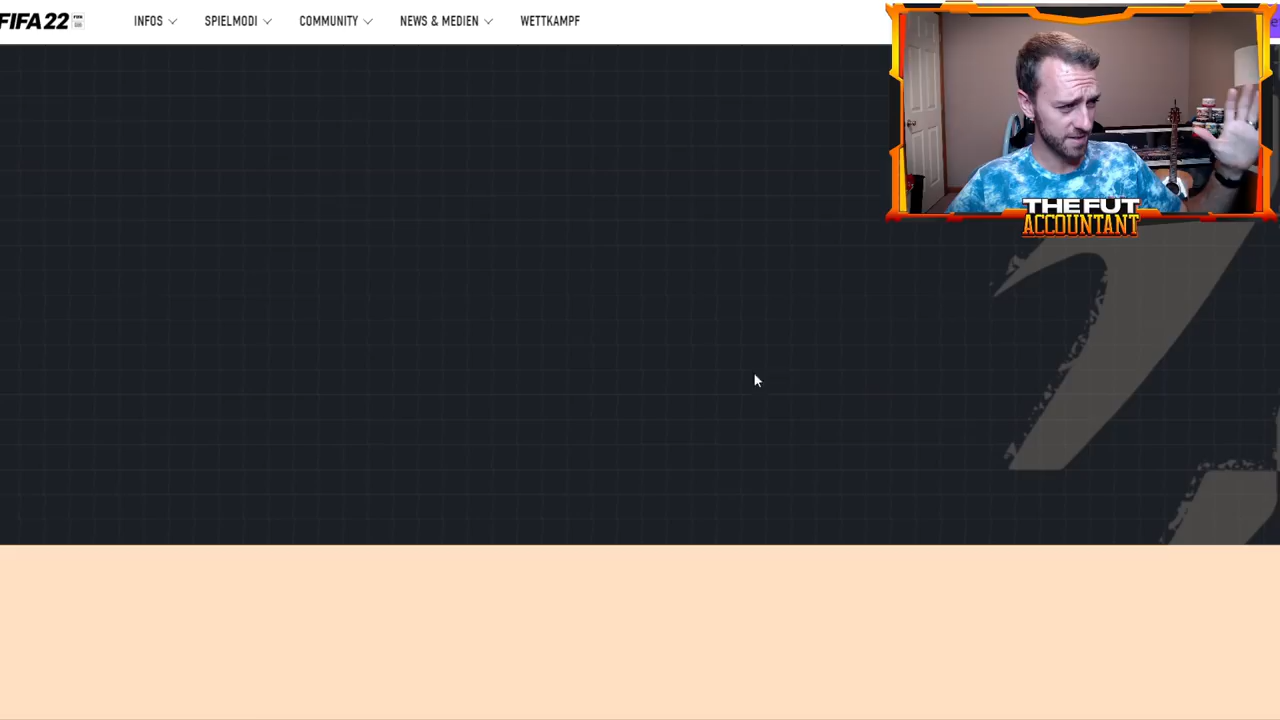 FIFA 22
INFOS
SPIELMODI
COMMUNITY
NEWS & MEDIEN
WETTKAMPF
THE FUT
ACCOUNTANT